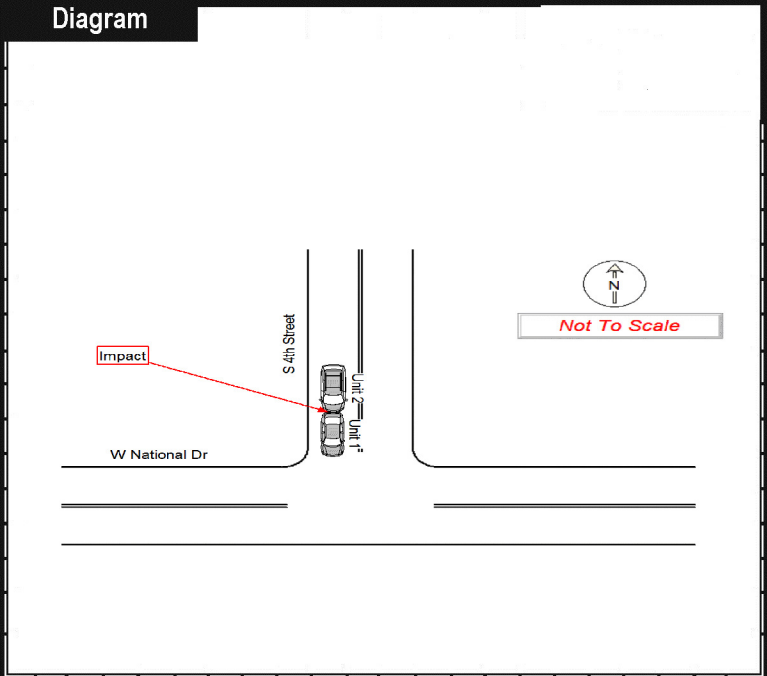 Diagram
N
Not To Scale
S 4th Street
Impact
Unit 2
Unit 1
W National Dr